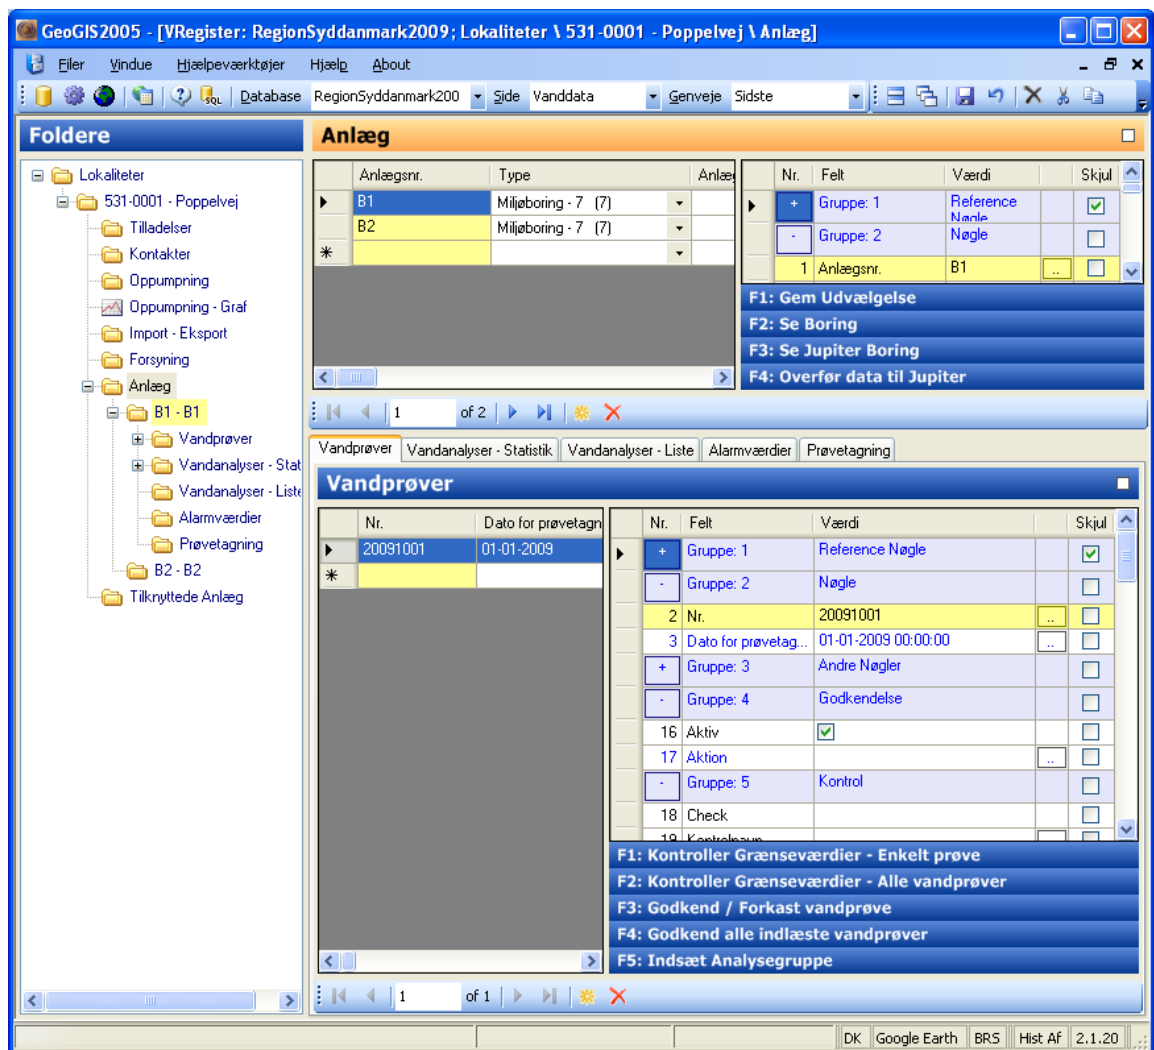 GeoGIS2005 - [VRegister: RegionSyddanmark2009; Lokaliteter \ 531-0001 - Poppelvej \ Anlæg]
Filer Vindue Hjælpeværktøjer Hjælp About
SQL Database RegionSyddanmark200 Side Vanddata Genveje Sidste
Foldere
Lokaliteter
531-0001 - Poppelvej
Tilladelser
Kontakter
Oppumpning
Oppumpning - Graf
Import - Eksport
Forsyning
Anlæg
B1 - B1
Vandprøver
Vandanalyser - Stat
Vandanalyser - Liste
Alarmværdier
Prøvetagning
B2 - B2
Tilknyttede Anlæg
Anlæg
Anlægsnr. Type Anlæg
B1 Miljøboring - 7 (7)
B2 Miljøboring - 7 (7)
Nr. Felt Værdi Skjul
+ Gruppe: 1 Reference Nøgle
- Gruppe: 2 Nøgle
1 Anlægsnr. B1 ..
F1: Gem Udvælgelse
F2: Se Boring
F3: Se Jupiter Boring
F4: Overfør data til Jupiter
1 of 2
Vandprøver Vandanalyser - Statistik Vandanalyser - Liste Alarmværdier Prøvetagning
Vandprøver
Nr. Dato for prøvetagn
20091001 01-01-2009
Nr. Felt Værdi Skjul
+ Gruppe: 1 Reference Nøgle
- Gruppe: 2 Nøgle
2 Nr. 20091001 ..
3 Dato for prøvetag... 01-01-2009 00:00:00 ..
+ Gruppe: 3 Andre Nøgler
- Gruppe: 4 Godkendelse
16 Aktiv
17 Aktion ..
- Gruppe: 5 Kontrol
18 Check
19 Kontrolnavn
F1: Kontroller Grænseværdier - Enkelt prøve
F2: Kontroller Grænseværdier - Alle vandprøver
F3: Godkend / Forkast vandprøve
F4: Godkend alle indlæste vandprøver
F5: Indsæt Analysegruppe
1 of 1
DK Google Earth BRS Hist Af 2.1.20